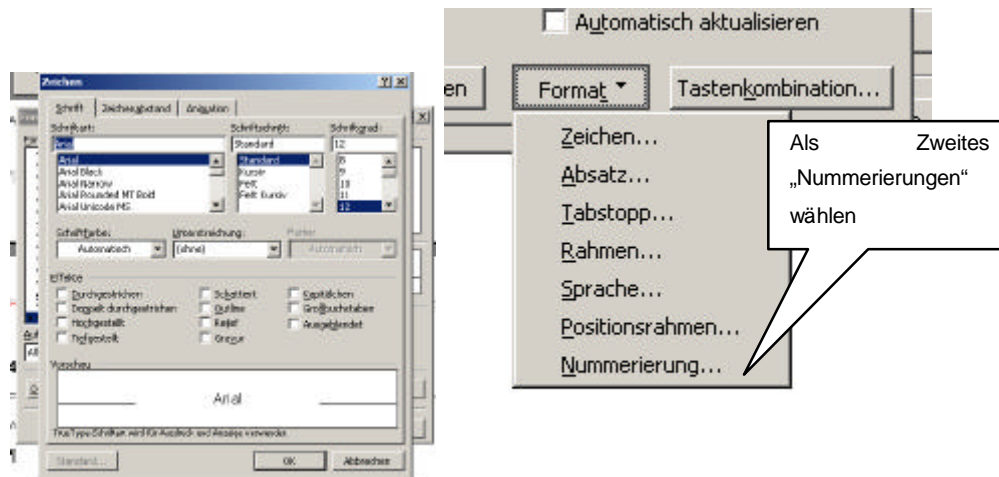 Zeichen
Schrift Zeichenabstand Animation
Schriftart: Schriftschnitt: Schriftgrad:
Arial Standard 12
Arial Standard 8
Arial Black Kursiv 9
Arial Narrow Fett 10
Arial Rounded MT Bold Fett Kursiv 11
Arial Unicode MS 12
Schriftfarbe: Unterstreichung:
Automatisch (ohne) Automatisch
Effekte
Durchgestrichen Schattiert Kapitälchen
Doppelt durchgestrichen Outline Großbuchstaben
Hochgestellt Relief Ausgeblendet
Tiefgestellt Gravur
Vorschau
Arial
TrueType-Schriftart wird für Ausdruck und Anzeige verwendet.
Standard... OK Abbrechen
Automatisch aktualisieren
en Format Tastenkombination...
Zeichen...
Absatz...
Tabstopp...
Rahmen...
Sprache...
Positionsrahmen...
Nummerierung...
Als Zweites
„Nummerierungen“
wählen